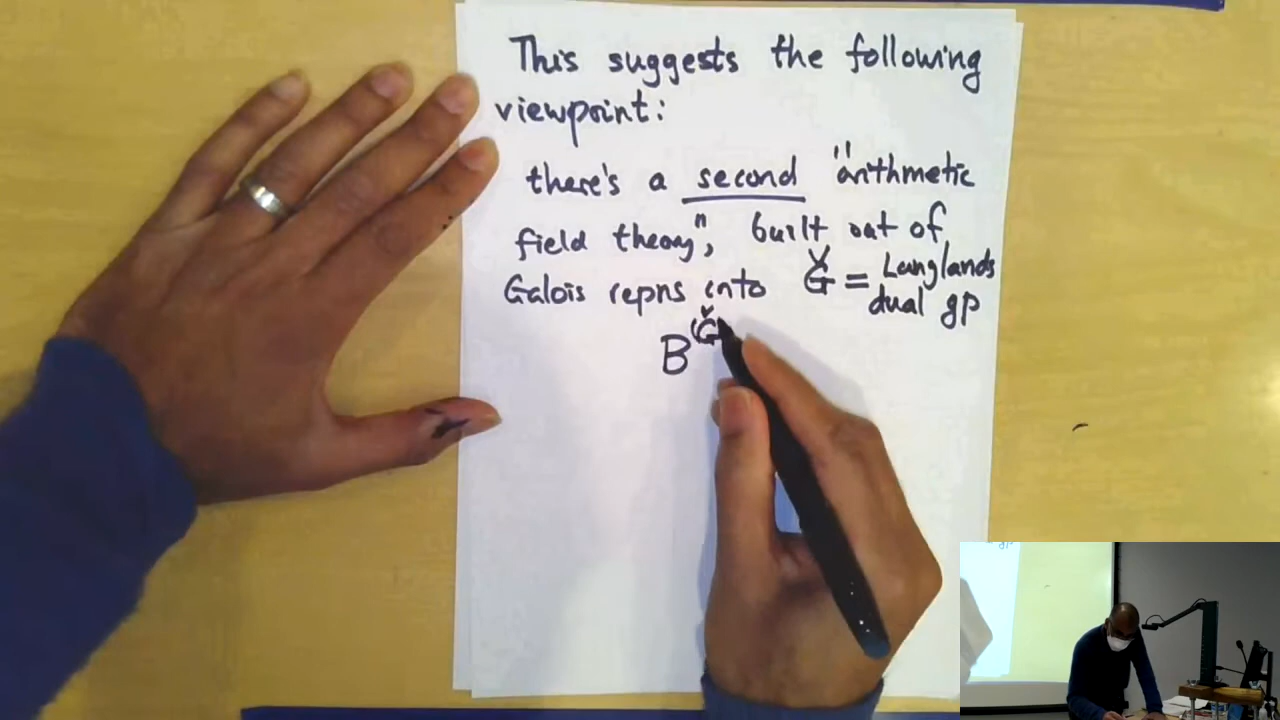 This suggests the following
viewpoint:
there's a second "arithmetic
field theory", built out of
Galois repns into Ǧ = Langlands
dual gp
B(Ǧ